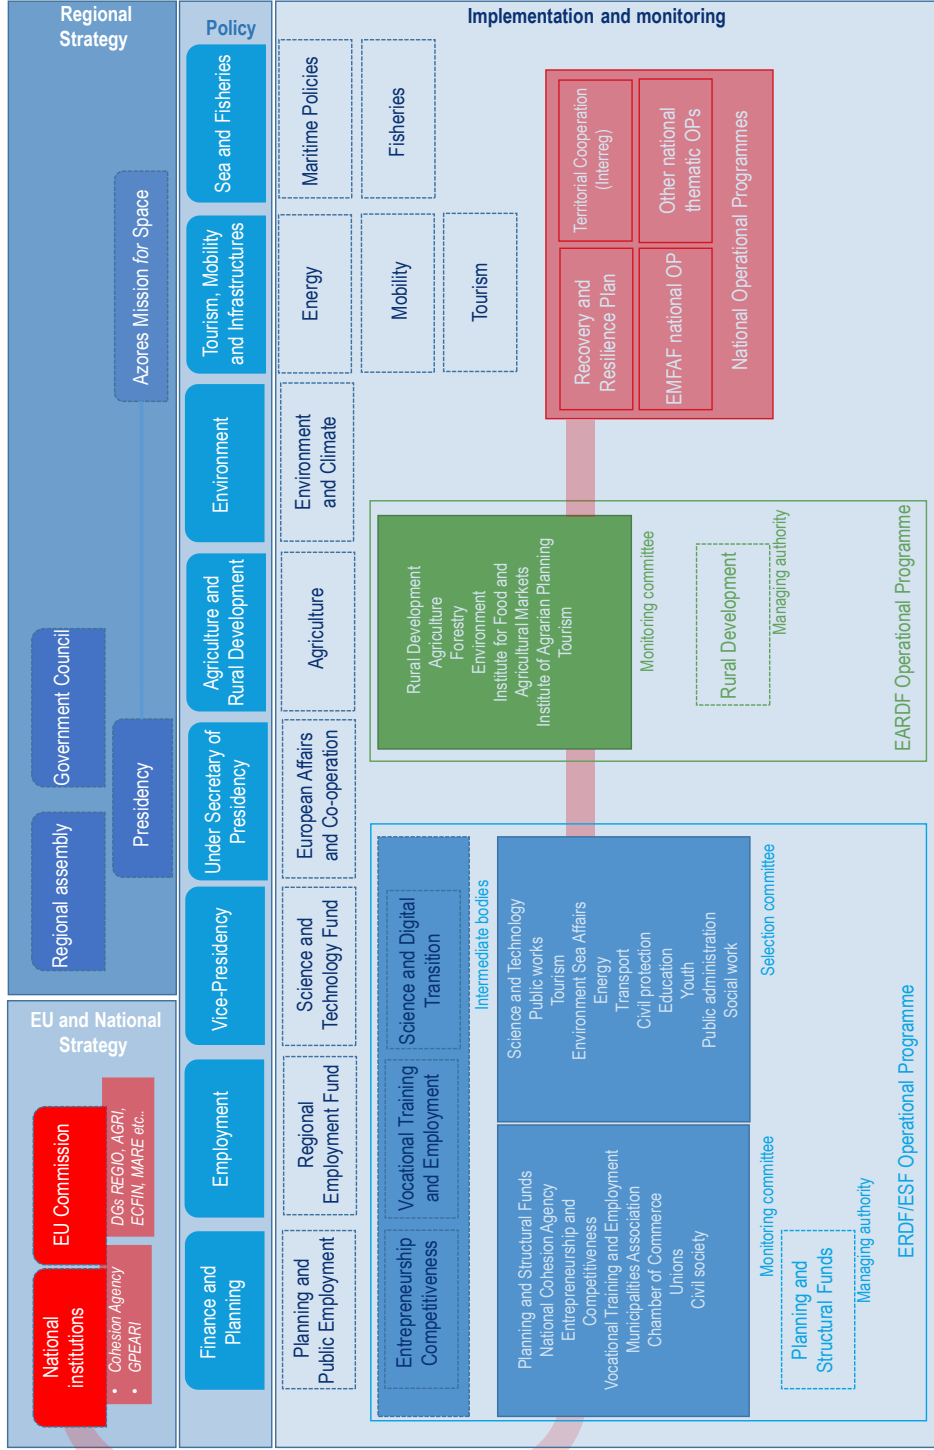 EU and National
Strategy
National
institutions
EU Commission
• Cohesion Agency
• GPEARI
DGs REGIO, AGRI,
ECFIN, MARE etc..
Regional
Strategy
Regional assembly
Government Council
Presidency
Azores Mission for Space
Policy
Finance and
Planning
Employment
Vice-Presidency
Under Secretary of
Presidency
Agriculture and
Rural Development
Environment
Tourism, Mobility
and Infrastructures
Sea and Fisheries
Implementation and monitoring
Planning and
Public Employment
Regional
Employment Fund
Science and
Technology Fund
European Affairs
and Co-operation
Agriculture
Environment
and Climate
Energy
Mobility
Tourism
Maritime Policies
Fisheries
Entrepreneurship
Competitiveness
Vocational Training
and Employment
Science and Digital
Transition
Intermediate bodies
Planning and Structural Funds
National Cohesion Agency
Entrepreneurship and
Competitiveness
Vocational Training and Employment
Municipalities Association
Chamber of Commerce
Unions
Civil society
Monitoring committee
Science and Technology
Public works
Tourism
Environment Sea Affairs
Energy
Transport
Civil protection
Education
Youth
Public administration
Social work
Selection committee
Planning and
Structural Funds
Managing authority
ERDF/ESF Operational Programme
Rural Development
Agriculture
Forestry
Environment
Institute for Food and
Agricultural Markets
Institute of Agrarian Planning
Tourism
Monitoring committee
Rural Development
Managing authority
EARDF Operational Programme
Recovery and
Resilience Plan
Territorial Cooperation
(Interreg)
EMFAF national OP
Other national
thematic OPs
National Operational Programmes